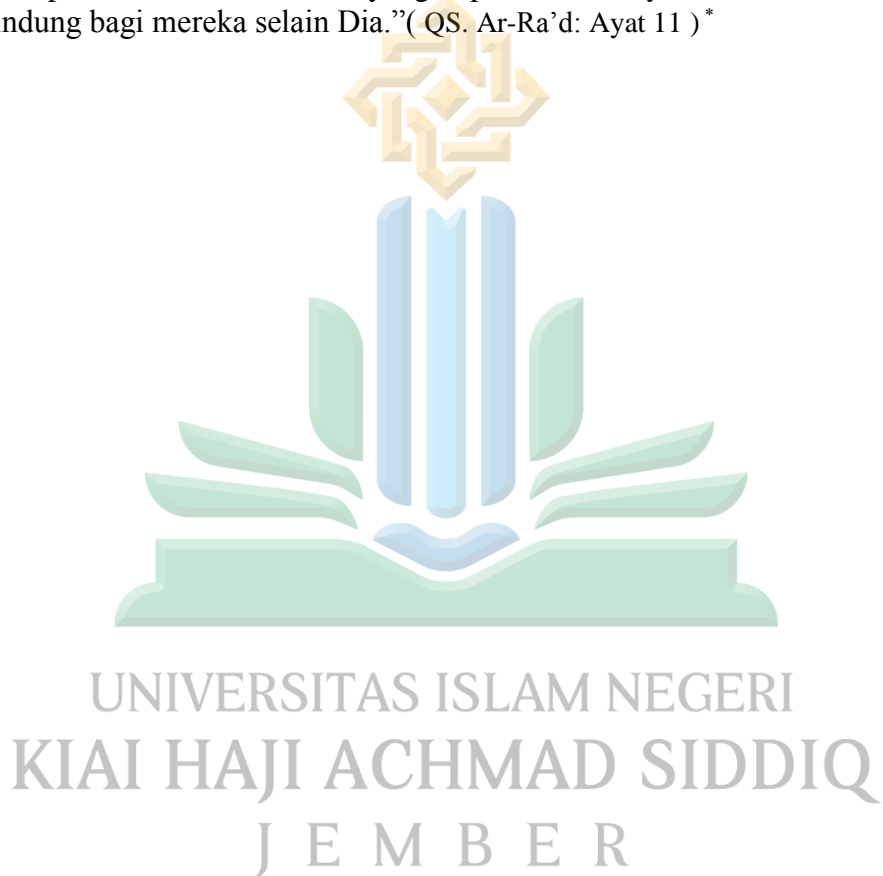 ndung bagi mereka selain Dia.”( QS. Ar-Ra’d: Ayat 11 ) *
UNIVERSITAS ISLAM NEGERI
KIAI HAJI ACHMAD SIDDIQ
J E M B E R